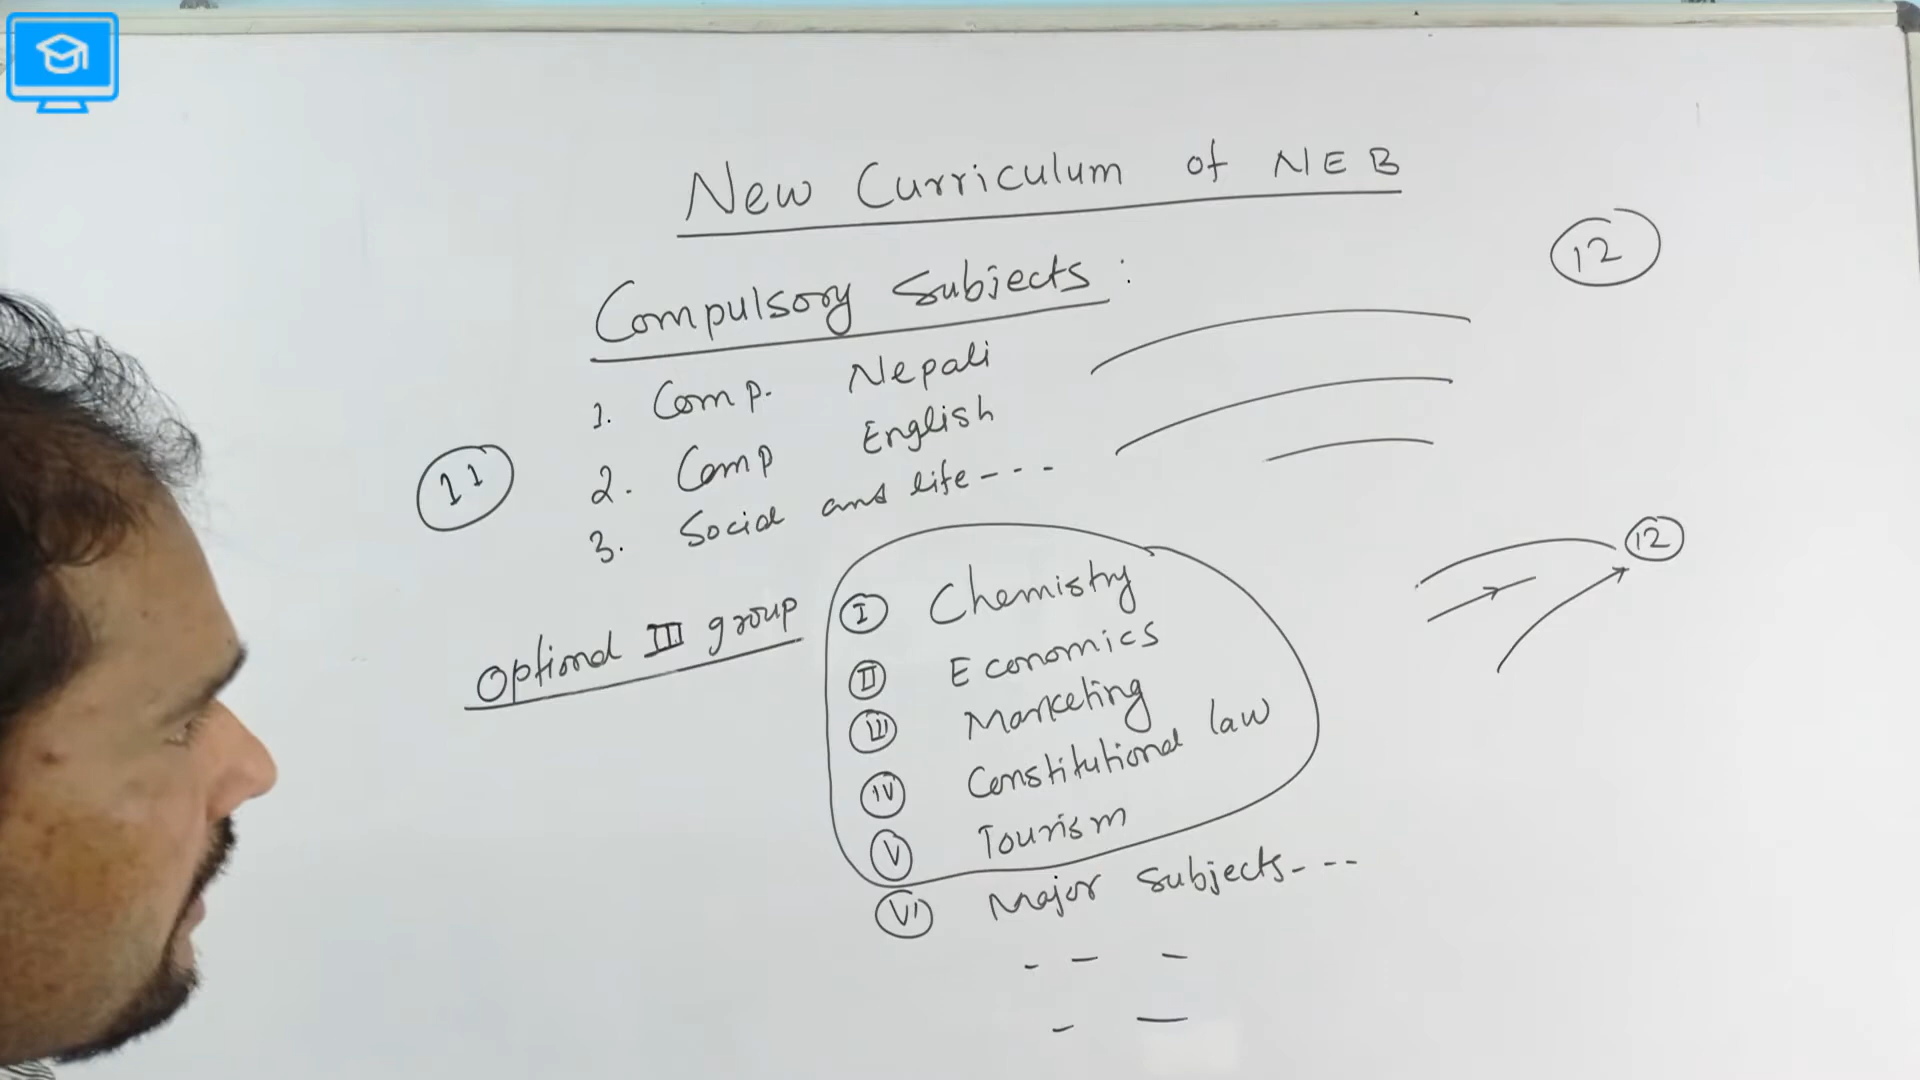 New Curriculum of NEB
12
Compulsory Subjects :
1. Comp. Nepali
2. Comp English
11
3. Social and life - - -
12
Optional III group
I Chemistry
II Economics
III Marketing
IV Constitutional law
V Tourism
VI Major subjects - - -